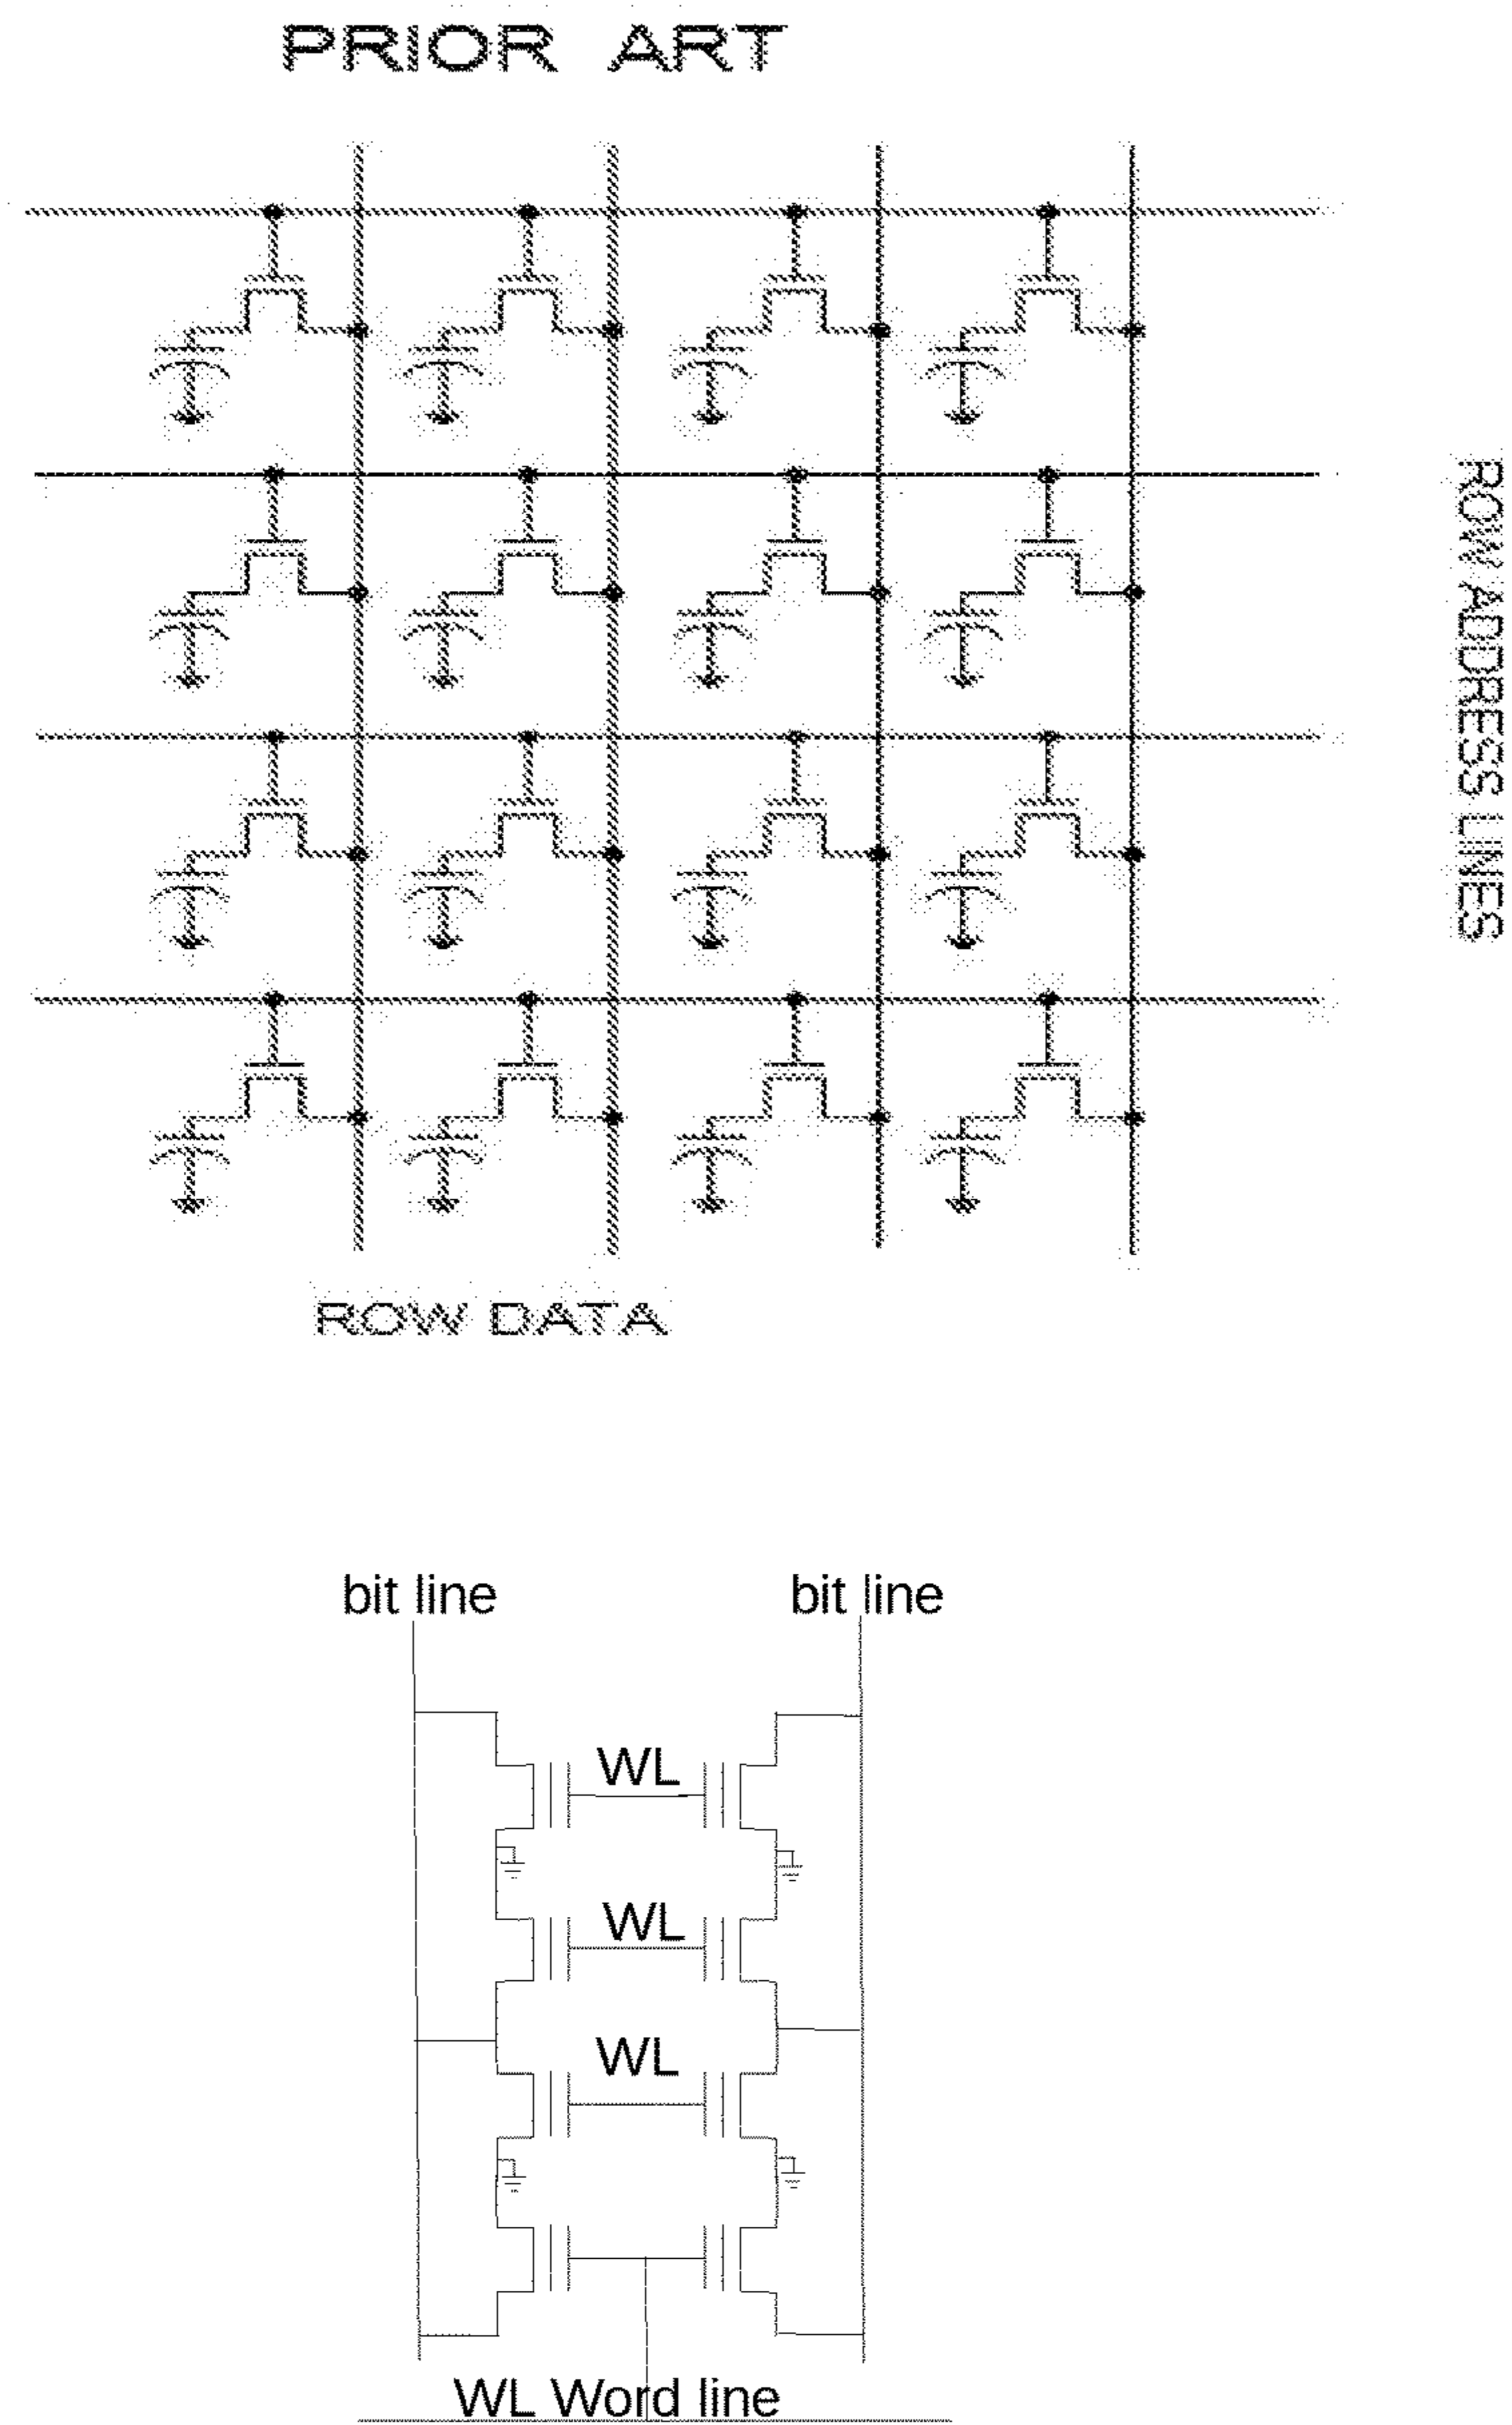 PRIOR ART
ROW ADDRESS LINES
ROW DATA
bit line
bit line
WL
WL
WL
WL Word line